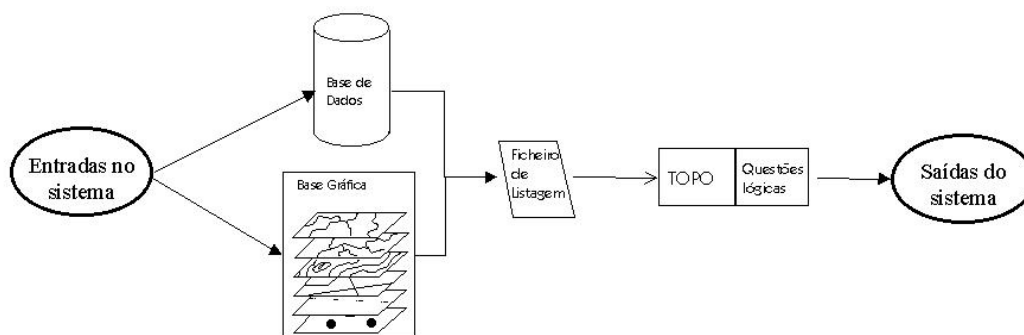 Entradas no
sistema
Base de
Dados
Base Gráfica
Ficheiro
de
Listagem
TOPO
Questões
lógicas
Saídas do
sistema